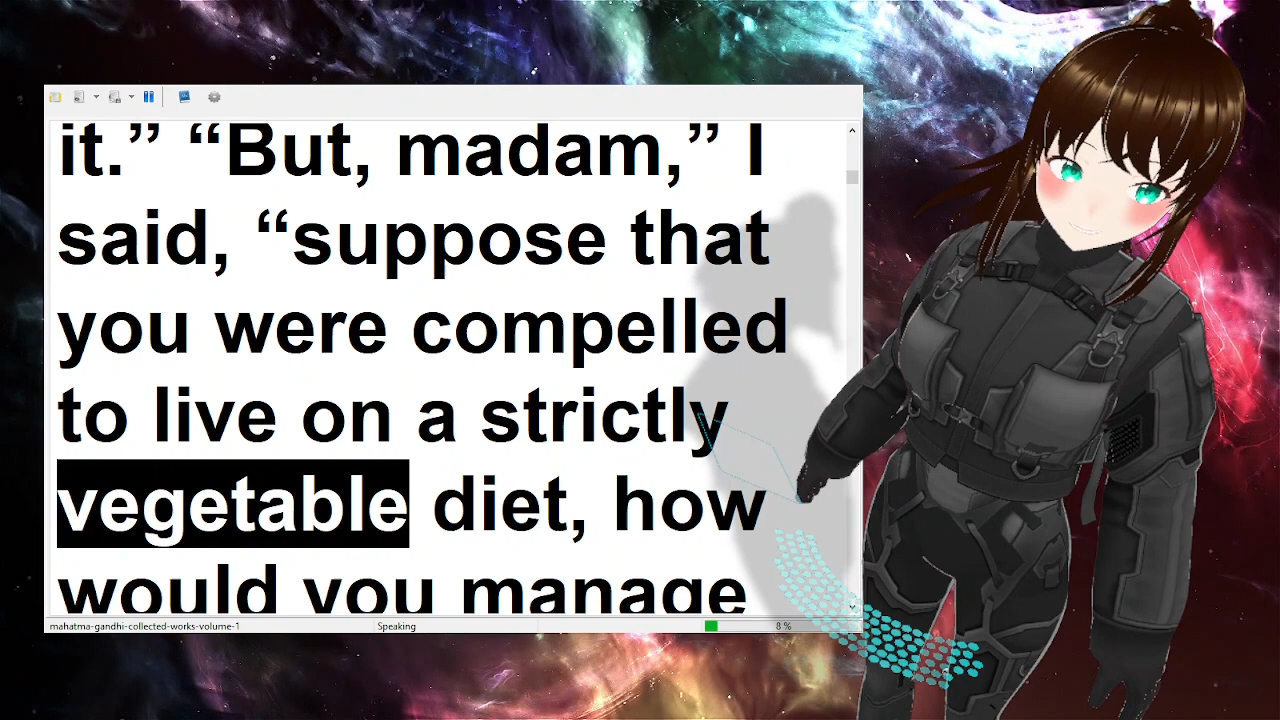 it.” “But, madam,” I
said, “suppose that
you were compelled
to live on a strictly
vegetable diet, how
would you manage
mahatma-gandhi-collected-works-volume-1 Speaking 8 %